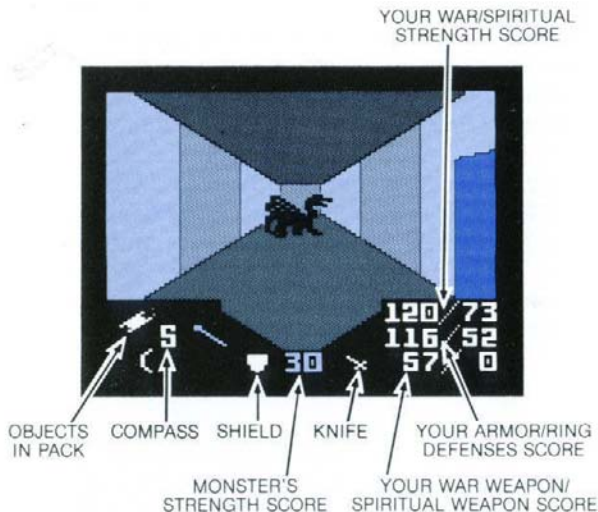 YOUR WAR/SPIRITUAL
STRENGTH SCORE
120/73
S
116/52
30
57/0
OBJECTS
IN PACK
COMPASS
SHIELD
KNIFE
YOUR ARMOR/RING
DEFENSES SCORE
MONSTER'S
STRENGTH SCORE
YOUR WAR WEAPON/
SPIRITUAL WEAPON SCORE